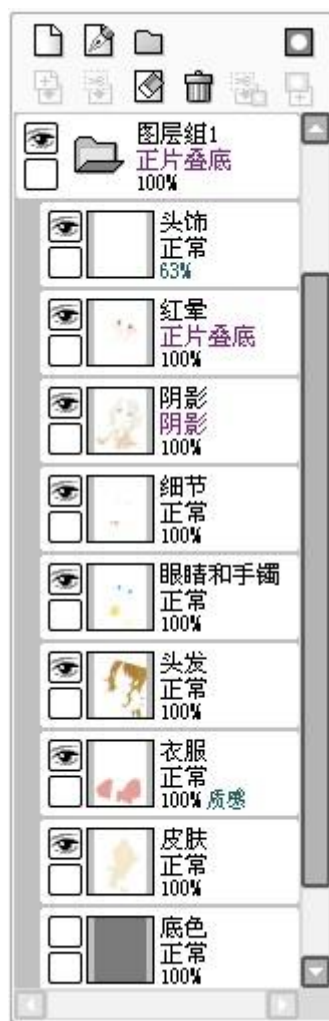 图层组1
正片叠底
100%
头饰
正常
63%
红晕
正片叠底
100%
阴影
阴影
100%
细节
正常
100%
眼睛和手镯
正常
100%
头发
正常
100%
衣服
正常
100% 质感
皮肤
正常
100%
底色
正常
100%